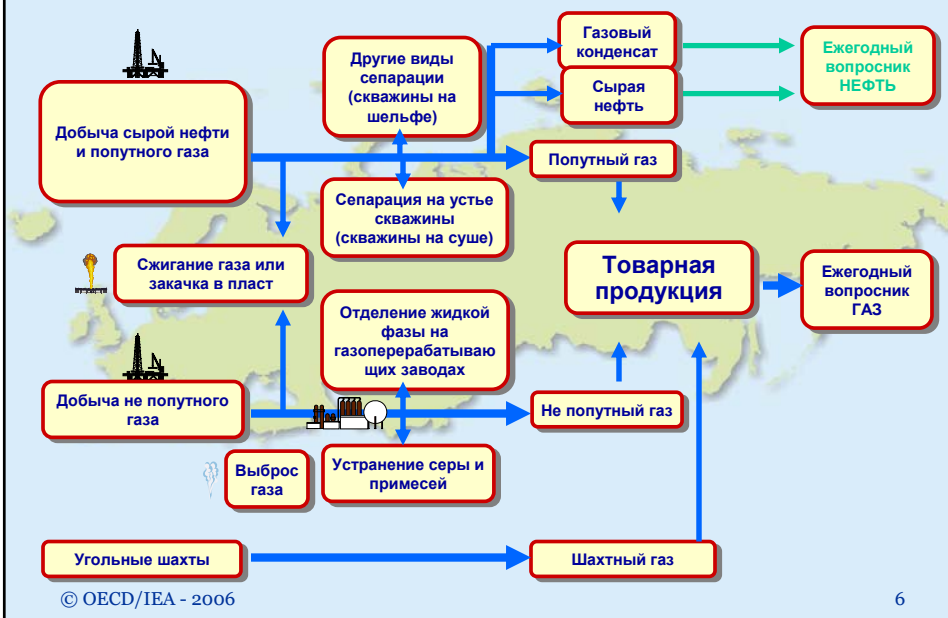 Газовый
конденсат
Ежегодный
вопросник
НЕФТЬ
Другие виды
сепарации
(скважины на
шельфе)
Сырая
нефть
Добыча сырой нефти
и попутного газа
Попутный газ
Сепарация на устье
скважины
(скважины на суше)
Сжигание газа или
закачка в пласт
Товарная
продукция
Ежегодный
вопросник
ГАЗ
Отделение жидкой
фазы на
газоперерабатываю
щих заводах
Добыча не попутного
газа
Не попутный газ
Выброс
газа
Устранение серы и
примесей
Угольные шахты
Шахтный газ
© OECD/IEA - 2006
6